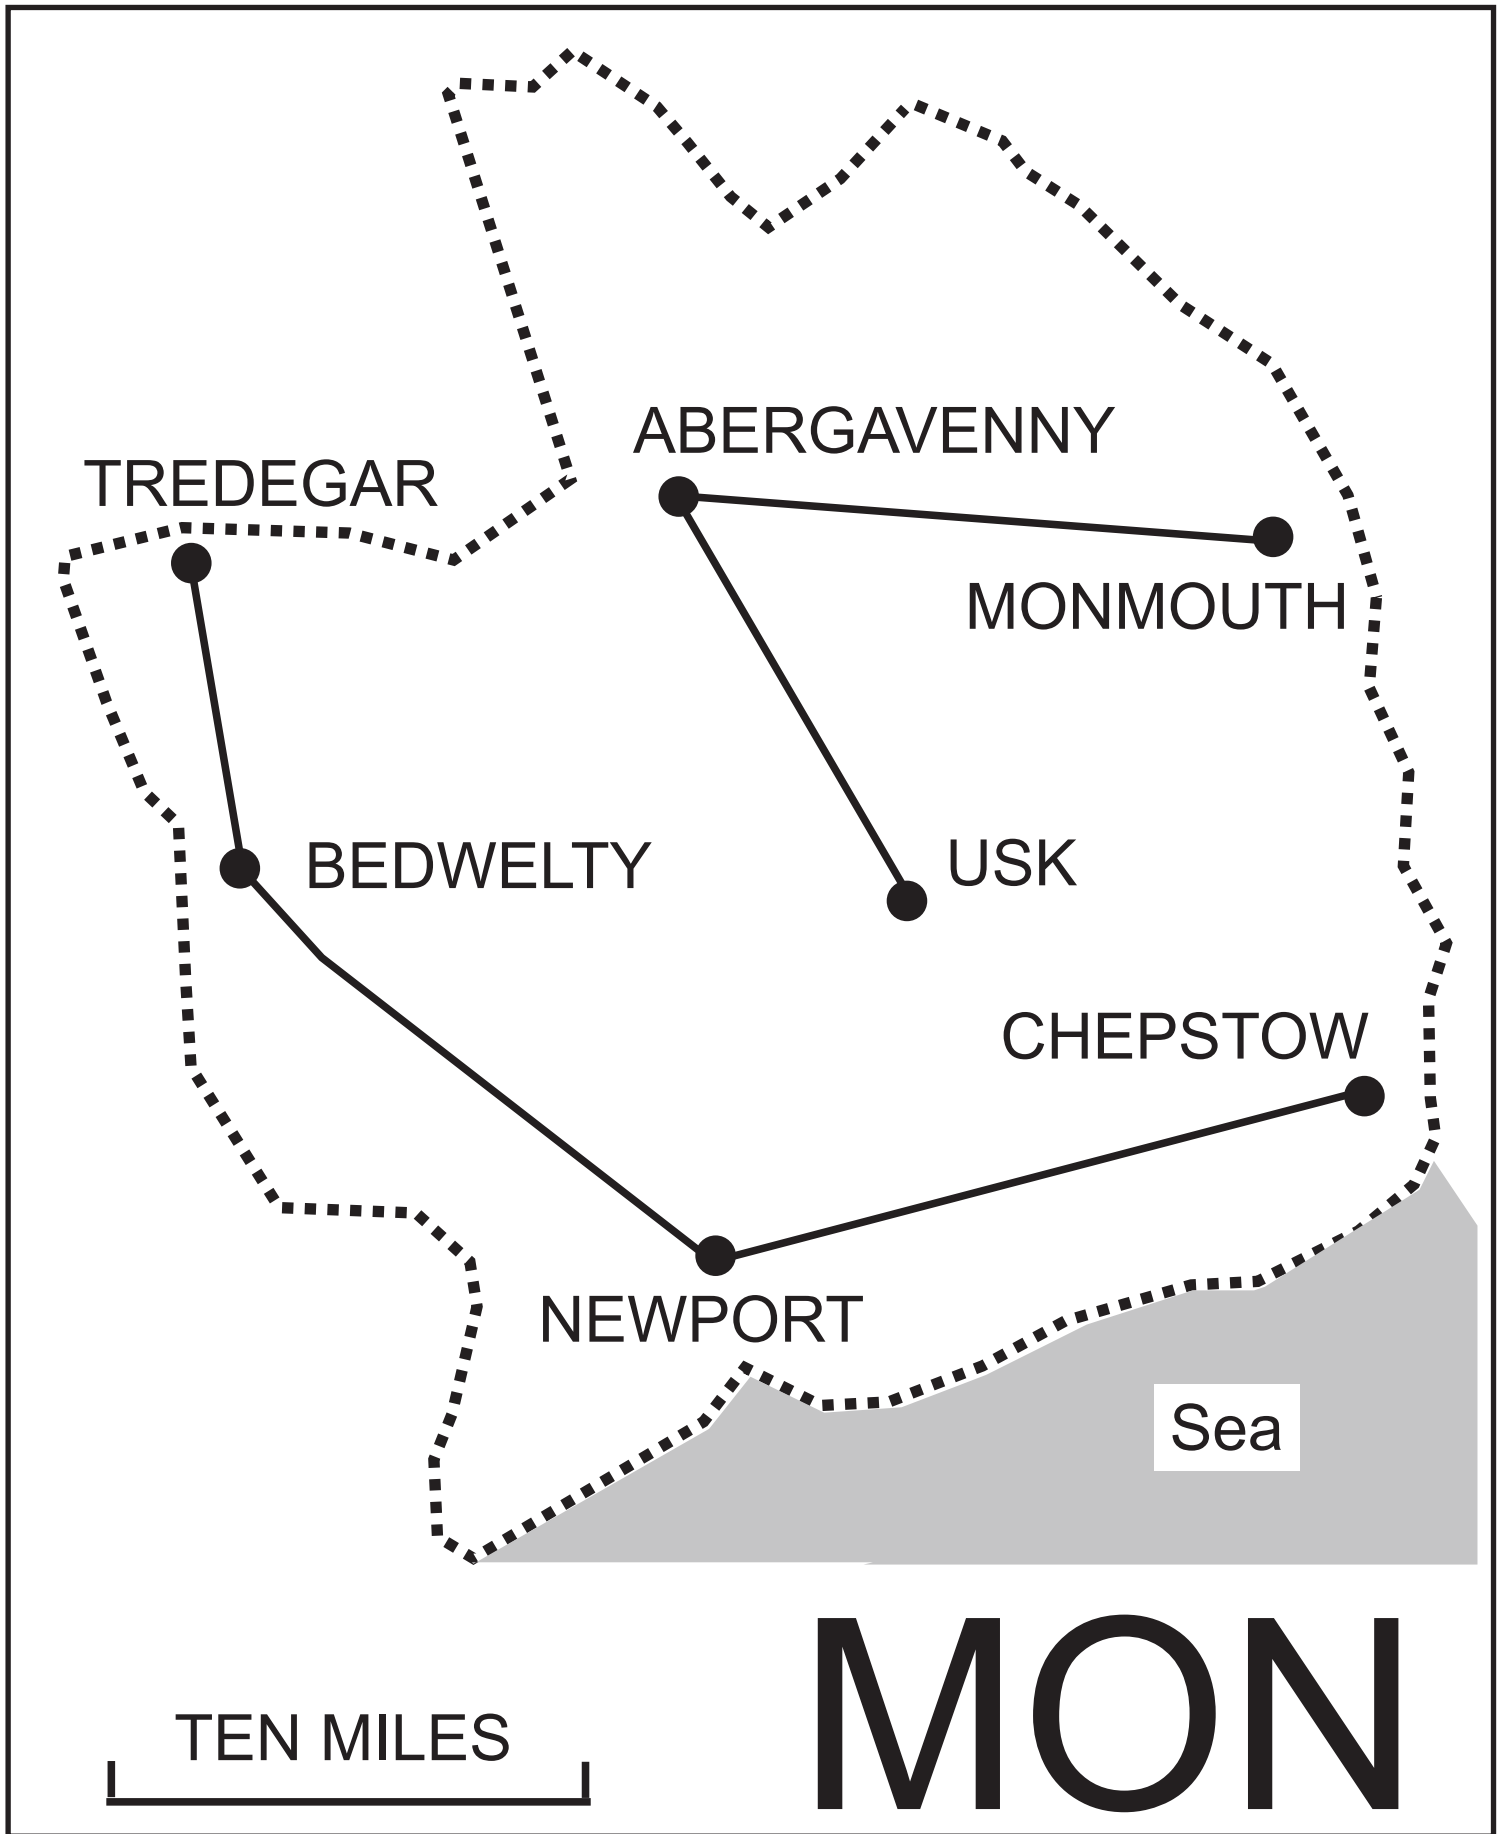 ABERGAVENNY
TREDEGAR
MONMOUTH
BEDWELTY
USK
CHEPSTOW
NEWPORT
Sea
MON
TEN MILES